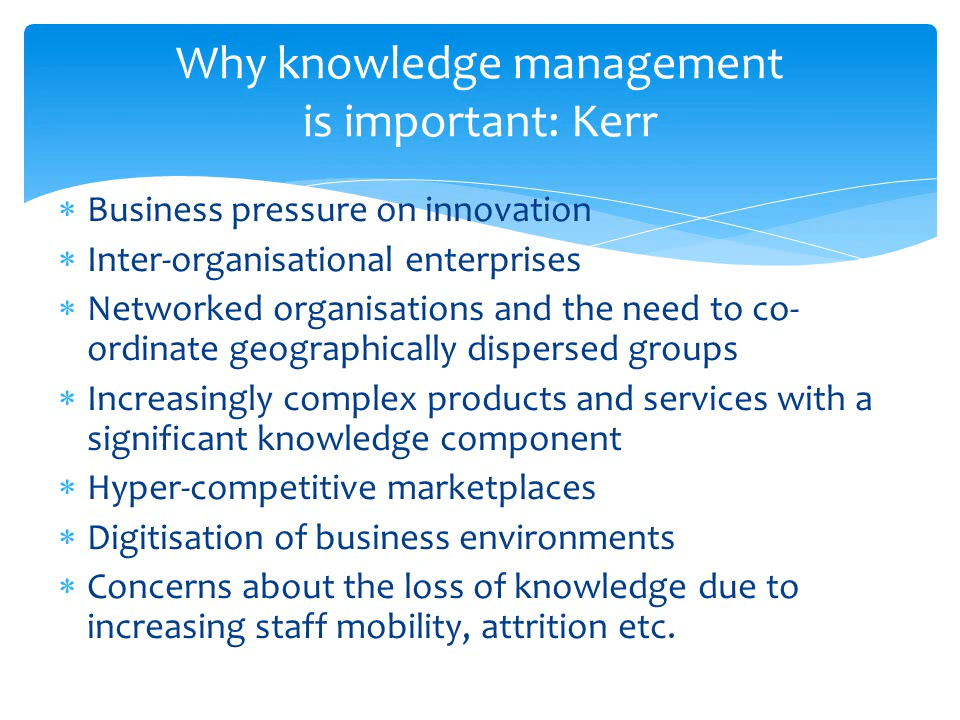 Why knowledge management
is important: Kerr
* Business pressure on innovation
* Inter-organisational enterprises
* Networked organisations and the need to co-
ordinate geographically dispersed groups
* Increasingly complex products and services with a
significant knowledge component
* Hyper-competitive marketplaces
* Digitisation of business environments
* Concerns about the loss of knowledge due to
increasing staff mobility, attrition etc.